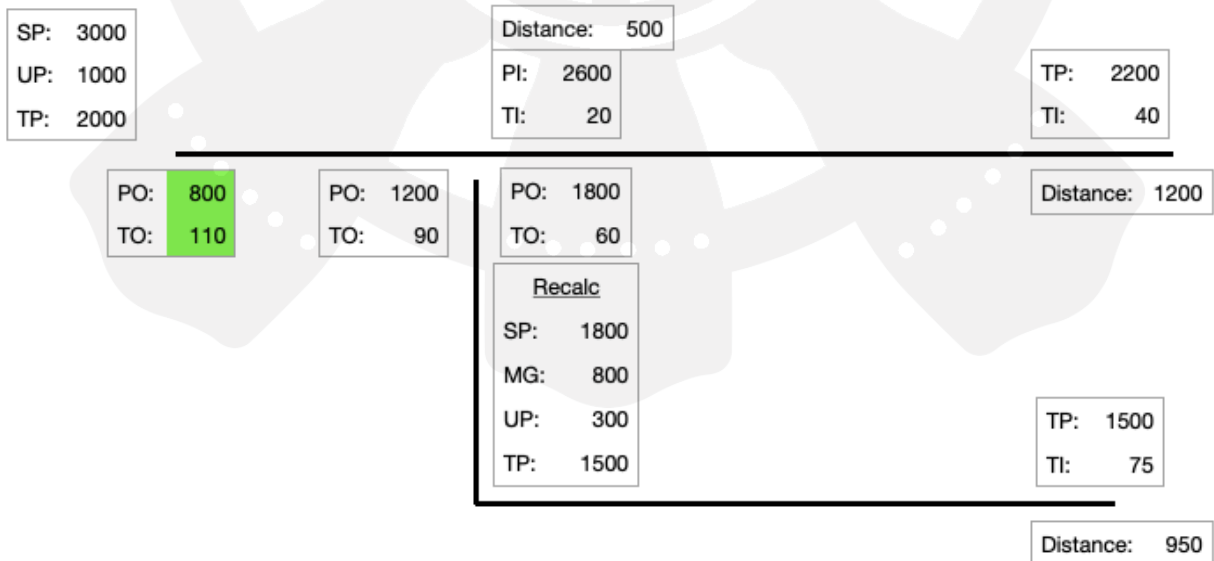 SP: 3000
UP: 1000
TP: 2000
Distance: 500
PI: 2600
TI: 20
TP: 2200
TI: 40
PO: 800
TO: 110
PO: 1200
TO: 90
PO: 1800
TO: 60
Distance: 1200
Recalc
SP: 1800
MG: 800
UP: 300
TP: 1500
TP: 1500
TI: 75
Distance: 950